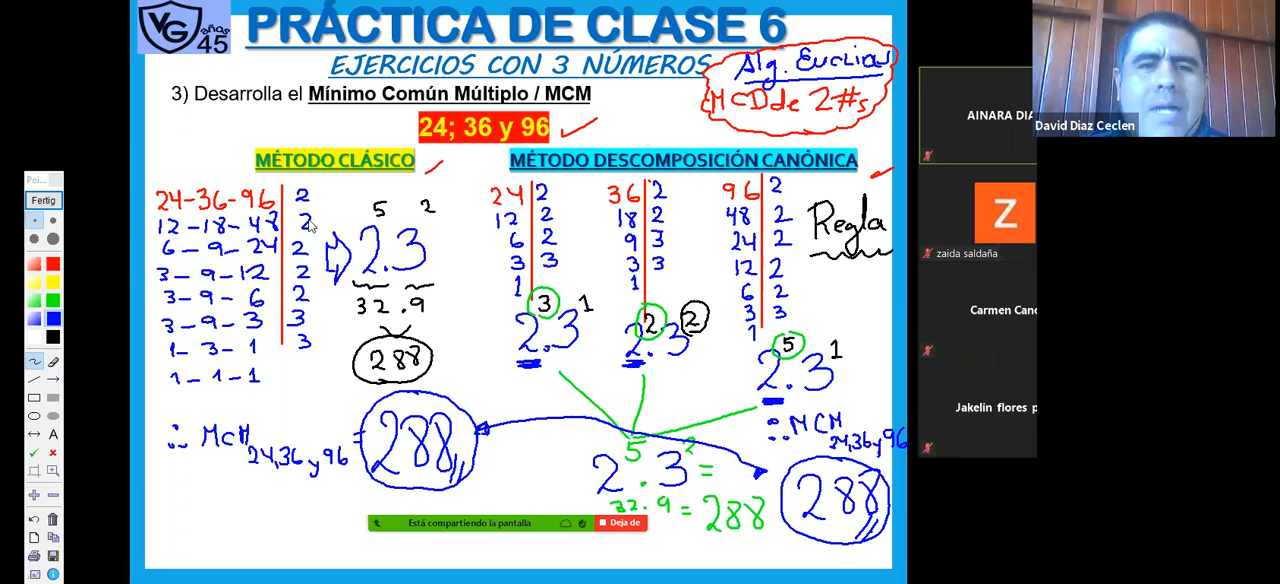 VG
años
45
PRÁCTICA DE CLASE 6
EJERCICIOS CON 3 NÚMEROS
Alg. Euclides
MCD de 2 #s
3) Desarrolla el Mínimo Común Múltiplo / MCM
24; 36 y 96
MÉTODO CLÁSICO
MÉTODO DESCOMPOSICIÓN CANÓNICA
24-36-96 | 2
12-18-48 | 2
6-9-24 | 2
3-9-12 | 2
3-9-6 | 2
3-9-3 | 3
1-3-1 | 3
1-1-1
5 2
2.3
32.9
288
∴ MCM 24,36 y 96 = 288
24 | 2
12 | 2
6 | 2
3 | 3
1
3 1
2.3
36 | 2
18 | 2
9 | 3
3 | 3
1
2 2
2.3
96 | 2
48 | 2
24 | 2
12 | 2
6 | 2
3 | 3
1
5 1
2.3
Regla
5 2
2.3 =
32.9 = 288
∴ MCM 24,36 y 96
288
Está compartiendo la pantalla
Deja de
Poi...
Fertig
A
AINARA DIA
David Diaz Ceclen
Z
zaida saldaña
Carmen Cano
Jakelin flores p